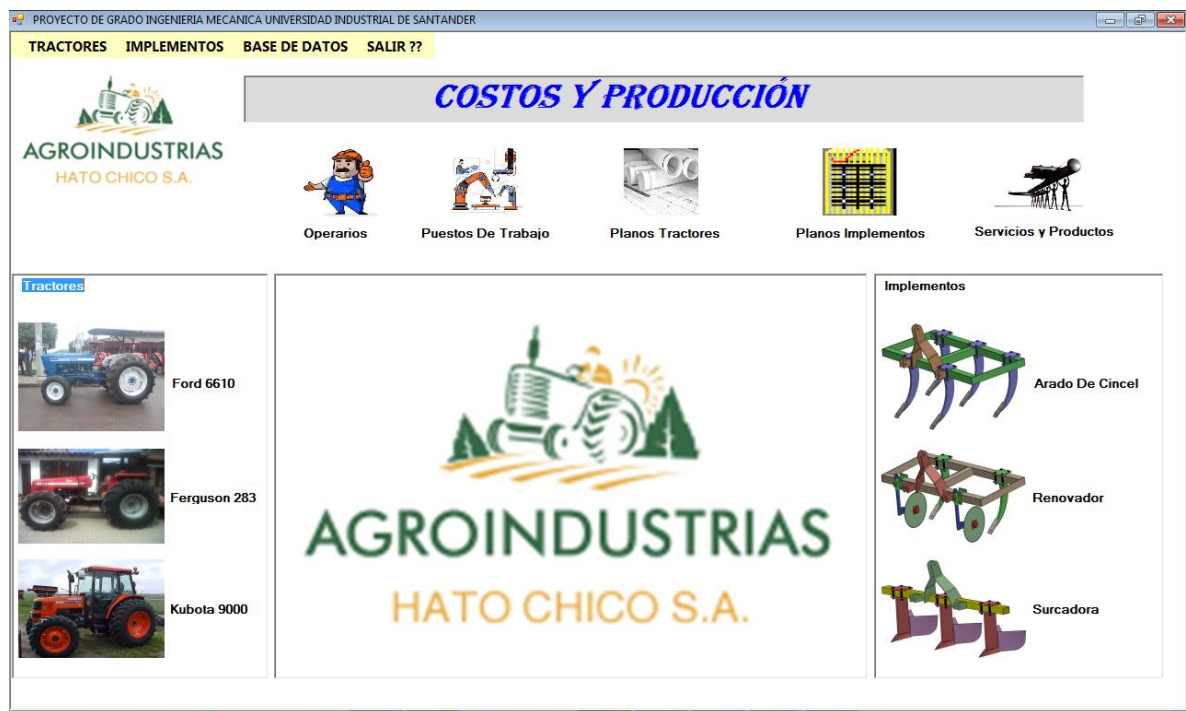 PROYECTO DE GRADO INGENIERIA MECANICA UNIVERSIDAD INDUSTRIAL DE SANTANDER
TRACTORES IMPLEMENTOS BASE DE DATOS SALIR ??
COSTOS Y PRODUCCIÓN
AGROINDUSTRIAS
HATO CHICO S.A.
Operarios
Puestos De Trabajo
Planos Tractores
Planos Implementos
Servicios y Productos
Tractores
Ford 6610
Ferguson 283
Kubota 9000
AGROINDUSTRIAS
HATO CHICO S.A.
Implementos
Arado De Cincel
Renovador
Surcadora